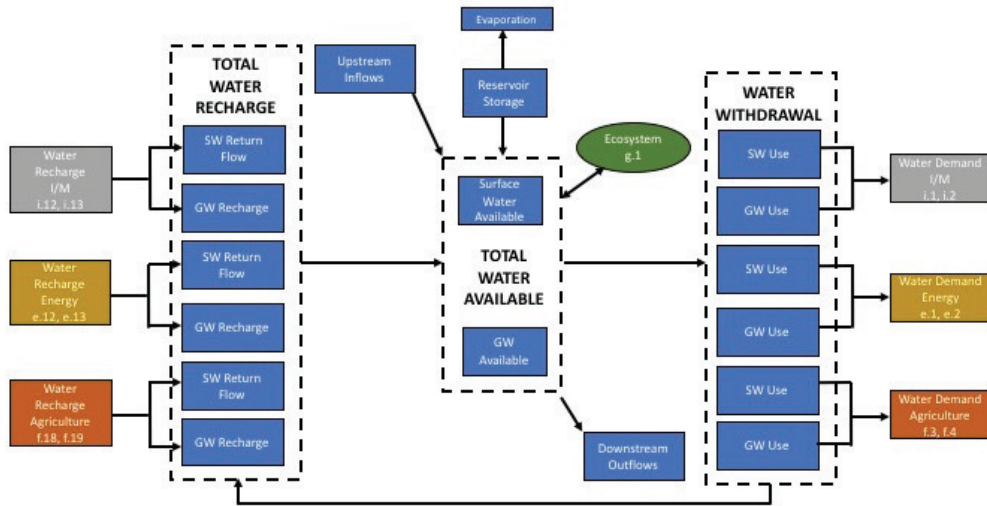 Evaporation
TOTAL
WATER
RECHARGE
Upstream
Inflows
Reservoir
Storage
WATER
WITHDRAWAL
Water
Recharge
I/M
i.12, i.13
SW Return
Flow
GW Recharge
Ecosystem
g.1
Surface
Water
Available
SW Use
GW Use
Water Demand
I/M
i.1, i.2
Water
Recharge
Energy
e.12, e.13
SW Return
Flow
GW Recharge
TOTAL
WATER
AVAILABLE
SW Use
GW Use
Water Demand
Energy
e.1, e.2
GW
Available
Water
Recharge
Agriculture
f.18, f.19
SW Return
Flow
GW Recharge
SW Use
GW Use
Water Demand
Agriculture
f.3, f.4
Downstream
Outflows